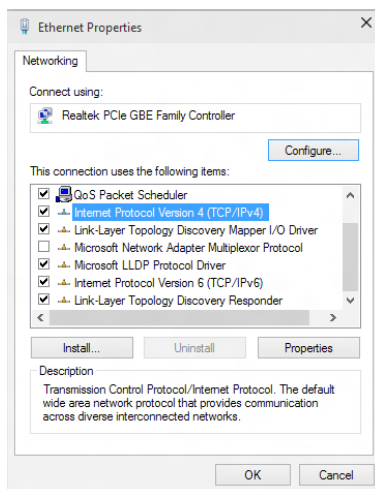 Ethernet Properties
Networking
Connect using:
Realtek PCIe GBE Family Controller
Configure...
This connection uses the following items:
QoS Packet Scheduler
Internet Protocol Version 4 (TCP/IPv4)
Link-Layer Topology Discovery Mapper I/O Driver
Microsoft Network Adapter Multiplexor Protocol
Microsoft LLDP Protocol Driver
Internet Protocol Version 6 (TCP/IPv6)
Link-Layer Topology Discovery Responder
Install... Uninstall Properties
Description
Transmission Control Protocol/Internet Protocol. The default
wide area network protocol that provides communication
across diverse interconnected networks.
OK Cancel